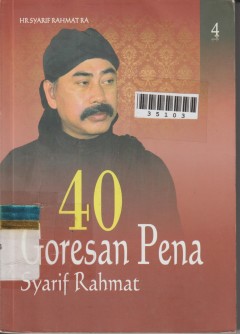 HR SYARIF RAHMAT RA
4
35103
40
Goresan Pena
Syarif Rahmat